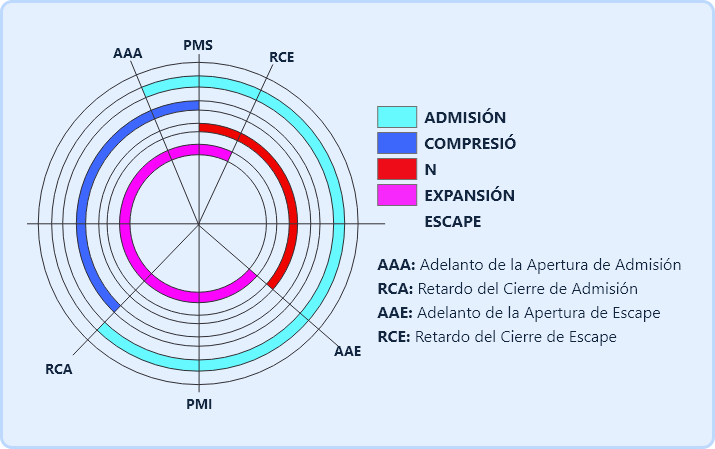 AAA
PMS
RCE
ADMISIÓN
COMPRESIÓ
N
EXPANSIÓN
ESCAPE
AAA: Adelanto de la Apertura de Admisión
RCA: Retardo del Cierre de Admisión
AAE: Adelanto de la Apertura de Escape
RCE: Retardo del Cierre de Escape
AAE
RCA
PMI